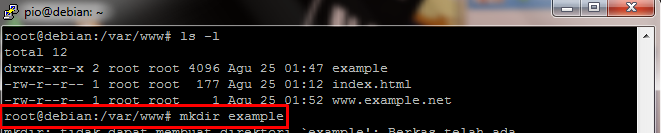 pio@debian: ~
root@debian:/var/www# ls -l
total 12
drwxr-xr-x 2 root root 4096 Agu 25 01:47 example
-rw-r--r-- 1 root root  177 Agu 25 01:12 index.html
-rw-r--r-- 1 root root    1 Agu 25 01:52 www.example.net
root@debian:/var/www# mkdir example
mkdir: tidak dapat membuat direktori `example': Berkas telah ada